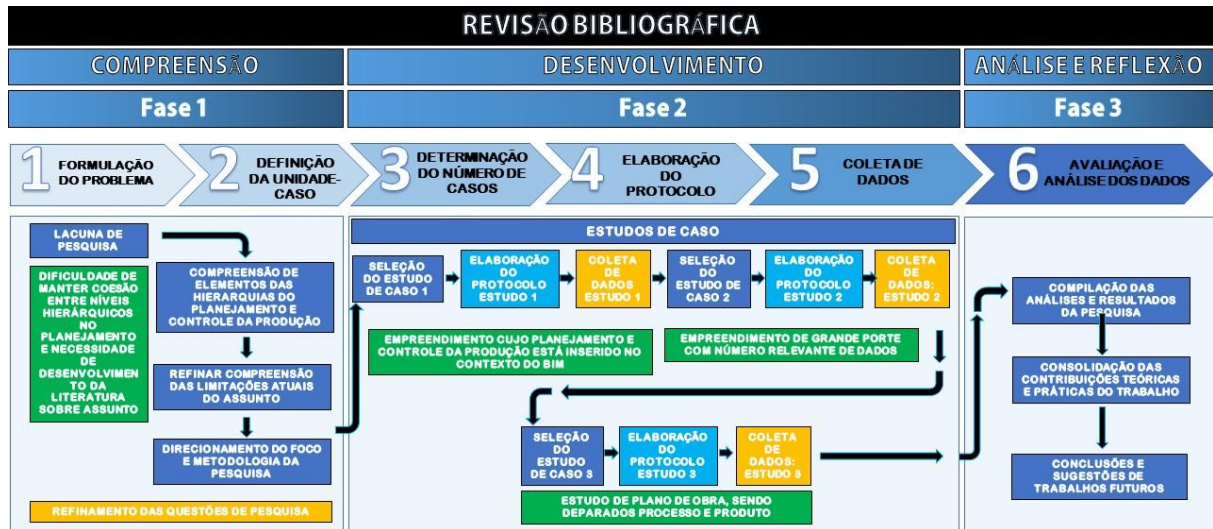 REVISÃO BIBLIOGRÁFICA
COMPREENSÃO
DESENVOLVIMENTO
ANÁLISE E REFLEXÃO
Fase 1
Fase 2
Fase 3
1
FORMULAÇÃO
DO PROBLEMA
2
DEFINIÇÃO
DA UNIDADE-
CASO
3
DETERMINAÇÃO
DO NÚMERO DE
CASOS
4
ELABORAÇÃO
DO
PROTOCOLO
5
COLETA DE
DADOS
6
AVALIAÇÃO E
ANÁLISE DOS DADOS
LACUNA DE
PESQUISA
DIFICULDADE DE
MANTER COESÃO
ENTRE NÍVEIS
HIERÁRQUICOS
NO
PLANEJAMENTO
E NECESSIDADE
DE
DESENVOLVIMEN
TO DA
LITERATURA
SOBRE ASSUNTO
COMPREENSÃO DE
ELEMENTOS DAS
HIERARQUIAS DO
PLANEJAMENTO E
CONTROLE DA PRODUÇÃO
REFINAR COMPREENSÃO
DAS LIMITAÇÕES ATUAIS
DO ASSUNTO
DIRECIONAMENTO DO FOCO
E METODOLOGIA DA
PESQUISA
REFINAMENTO DAS QUESTÕES DE PESQUISA
ESTUDOS DE CASO
SELEÇÃO
DO ESTUDO
DE CASO 1
ELABORAÇÃO
DO
PROTOCOLO
ESTUDO 1
COLETA
DE
DADOS
ESTUDO 1
SELEÇÃO
DO
ESTUDO DE
CASO 2
ELABORAÇÃO
DO
PROTOCOLO
ESTUDO 2
COLETA
DE
DADOS:
ESTUDO 2
EMPREENDIMENTO CUJO PLANEJAMENTO E
CONTROLE DA PRODUÇÃO ESTÁ INSERIDO NO
CONTEXTO DO BIM
EMPREENDIMENTO DE GRANDE PORTE
COM NÚMERO RELEVANTE DE DADOS
SELEÇÃO
DO
ESTUDO
DE CASO 3
ELABORAÇÃO
DO
PROTOCOLO
ESTUDO 3
COLETA
DE
DADOS:
ESTUDO 3
ESTUDO DE PLANO DE OBRA, SENDO
DEPARADOS PROCESSO E PRODUTO
COMPILAÇÃO DAS
ANÁLISES E RESULTADOS
DA PESQUISA
CONSOLIDAÇÃO DAS
CONTRIBUIÇÕES TEÓRICAS
E PRÁTICAS DO TRABALHO
CONCLUSÕES E
SUGESTÕES DE
TRABALHOS FUTUROS